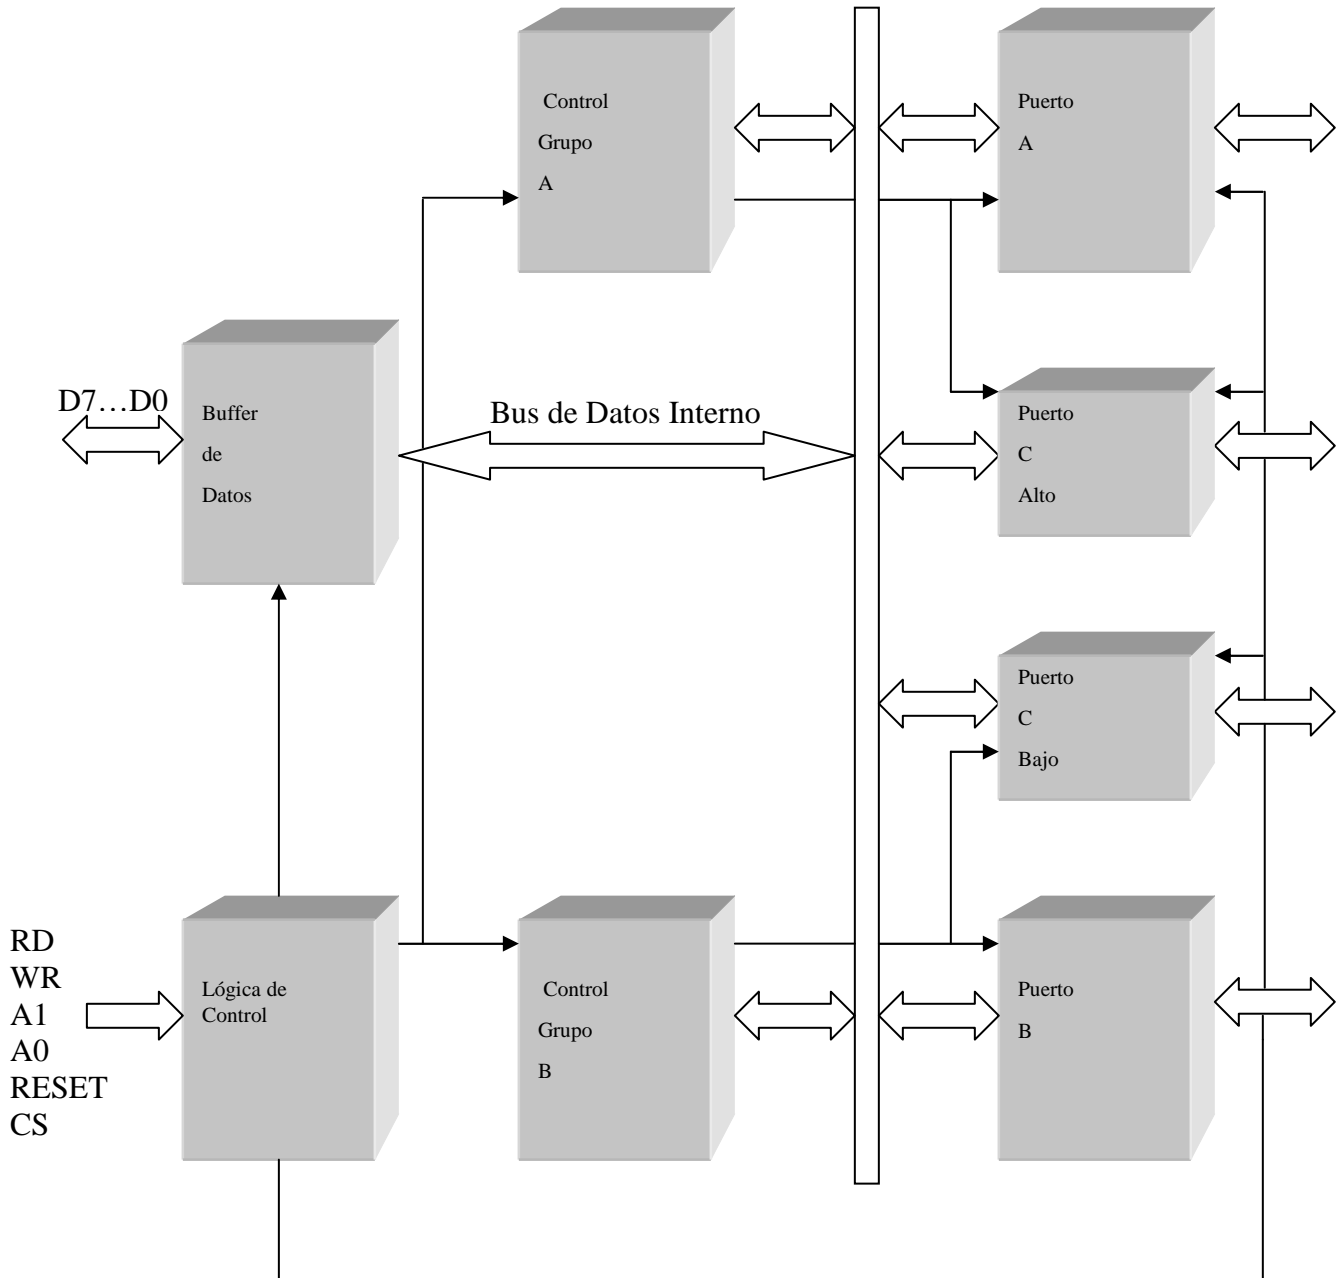 Control
Grupo
A
Puerto
A
D7…D0
Buffer
de
Datos
Bus de Datos Interno
Puerto
C
Alto
Puerto
C
Bajo
RD
WR
A1
A0
RESET
CS
Lógica de
Control
Control
Grupo
B
Puerto
B